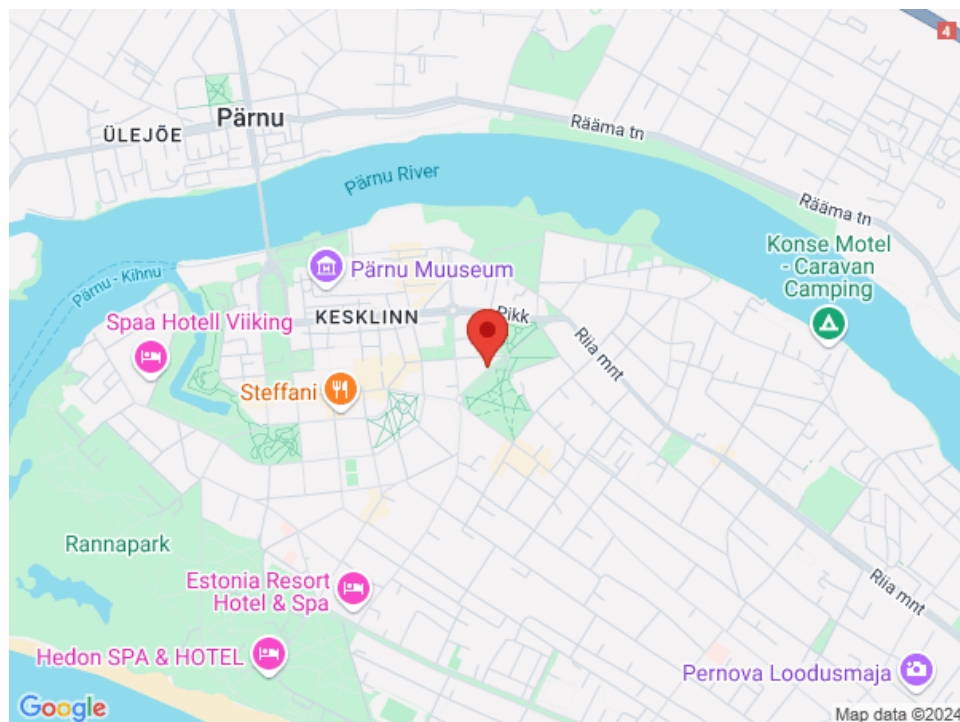 4
Pärnu
ÜLEJÕE
Rääma tn
Pärnu River
Rääma tn
Konse Motel
- Caravan
Camping
Pärnu - Kihnu
Pärnu Muuseum
Spaa Hotell Viiking
KESKLINN
Pikk
Riia mnt
Steffani
Rannapark
Estonia Resort
Hotel & Spa
Riia mnt
Hedon SPA & HOTEL
Pernova Loodusmaja
Google
Map data ©2024